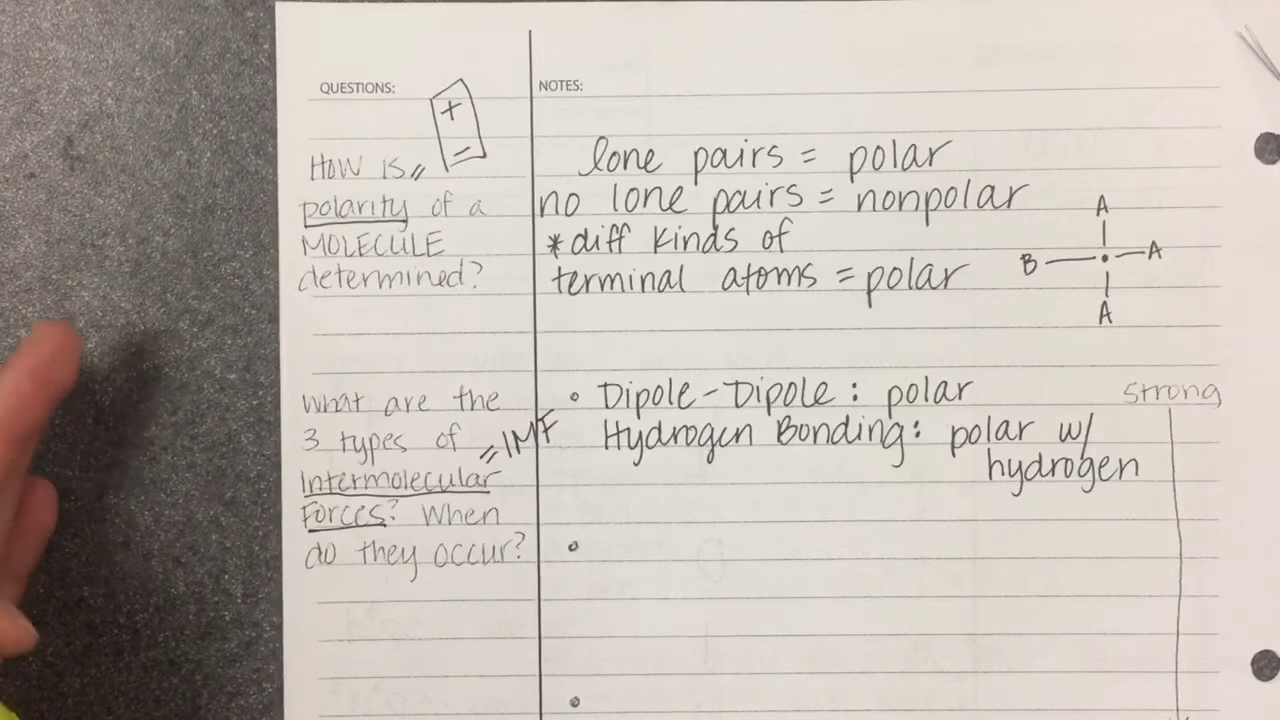 QUESTIONS:
+
–
How is
polarity of a
MOLECULE
determined?
What are the
3 types of =IMF
Intermolecular
Forces? When
do they occur?
NOTES:
lone pairs = polar
no lone pairs = nonpolar
*diff kinds of
terminal atoms = polar
A
B A
A
• Dipole-Dipole: polar
Hydrogen Bonding: polar w/
hydrogen
Strong